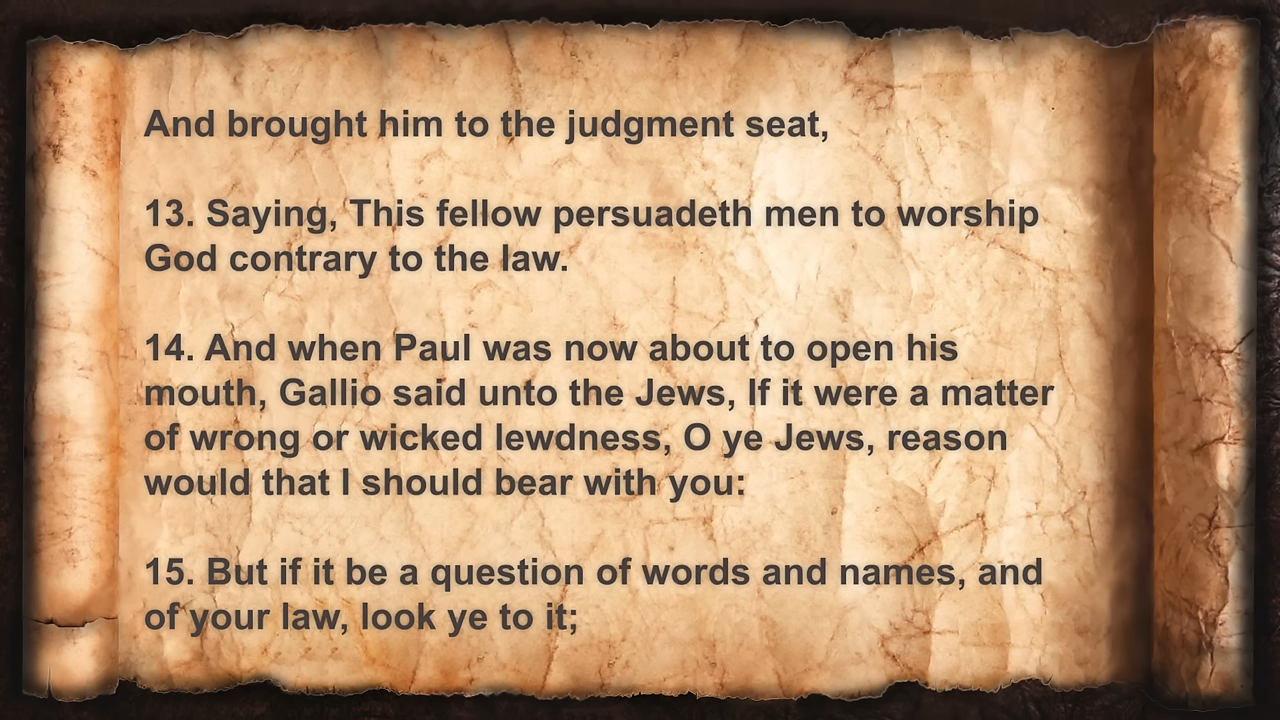 And brought him to the judgment seat,
13. Saying, This fellow persuadeth men to worship
God contrary to the law.
14. And when Paul was now about to open his
mouth, Gallio said unto the Jews, If it were a matter
of wrong or wicked lewdness, O ye Jews, reason
would that I should bear with you:
15. But if it be a question of words and names, and
of your law, look ye to it;